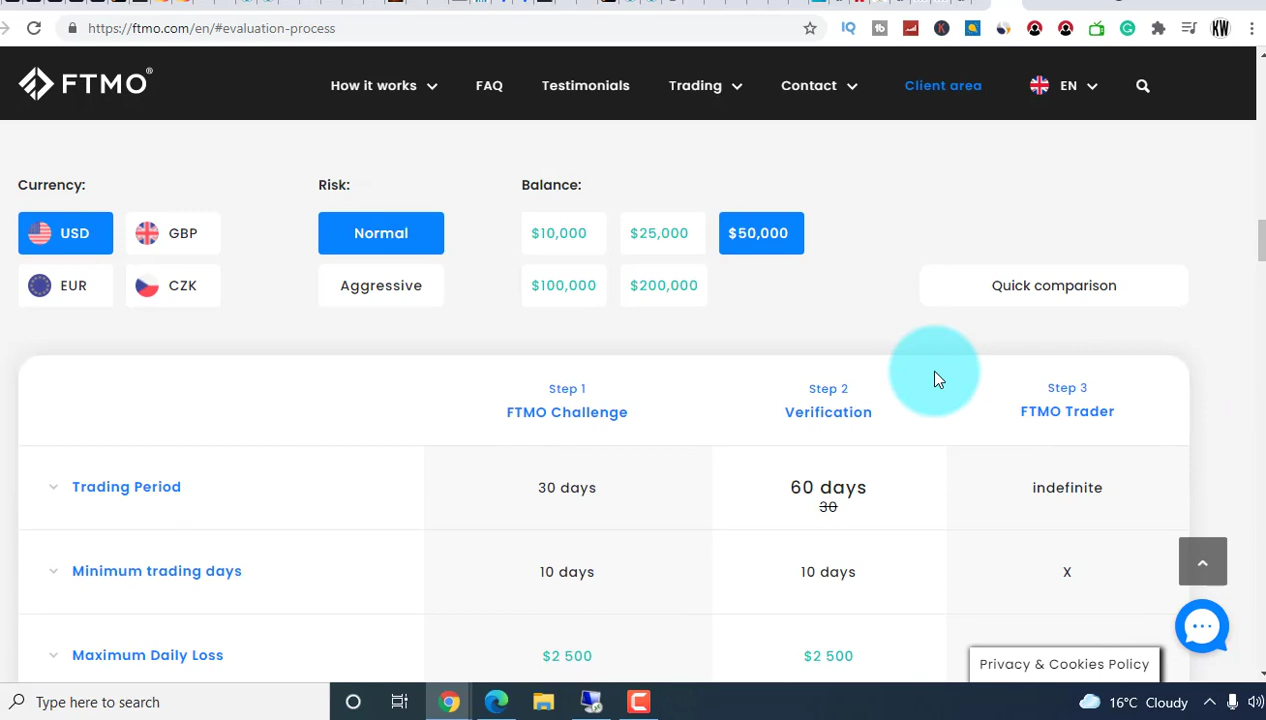 https://ftmo.com/en/#evaluation-process
KW
FTMO®
How it works
FAQ
Testimonials
Trading
Contact
Client area
EN
Currency:
Risk:
Balance:
USD
GBP
Normal
$10,000
$25,000
$50,000
EUR
CZK
Aggressive
$100,000
$200,000
Quick comparison
Step 1
Step 2
Step 3
FTMO Challenge
Verification
FTMO Trader
Trading Period
30 days
60 days
30
indefinite
Minimum trading days
10 days
10 days
X
Maximum Daily Loss
$2 500
$2 500
Privacy & Cookies Policy
Type here to search
16°C Cloudy